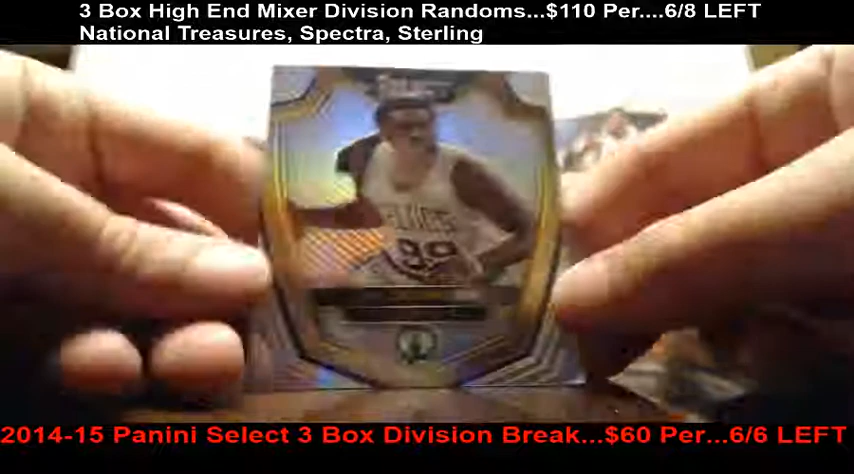 3 Box High End Mixer Division Randoms...$110 Per....6/8 LEFT
National Treasures, Spectra, Sterling
2014-15 Panini Select 3 Box Division Break...$60 Per...6/6 LEFT